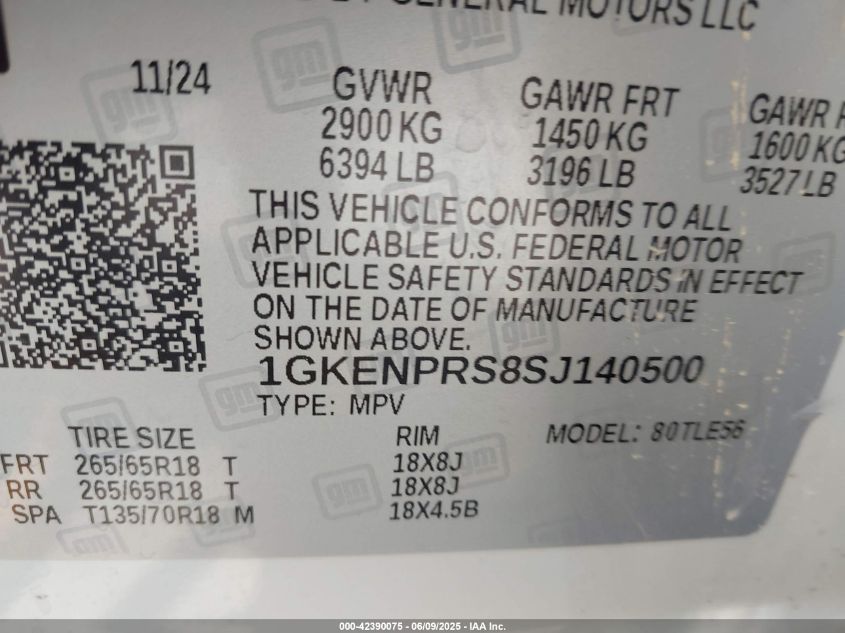 GENERAL MOTORS LLC
11/24 GVWR GAWR FRT GAWR
2900 KG 1450 KG 1600 KG
6394 LB 3196 LB 3527 LB
THIS VEHICLE CONFORMS TO ALL
APPLICABLE U.S. FEDERAL MOTOR
VEHICLE SAFETY STANDARDS IN EFFECT
ON THE DATE OF MANUFACTURE
SHOWN ABOVE.
1GKENPRS8SJ140500
TYPE: MPV
TIRE SIZE RIM MODEL: 80TLE56
FRT 265/65R18 T 18X8J
RR 265/65R18 T 18X8J
SPA T135/70R18 M 18X4.5B
000-42390075 - 06/09/2025 - IAA Inc.